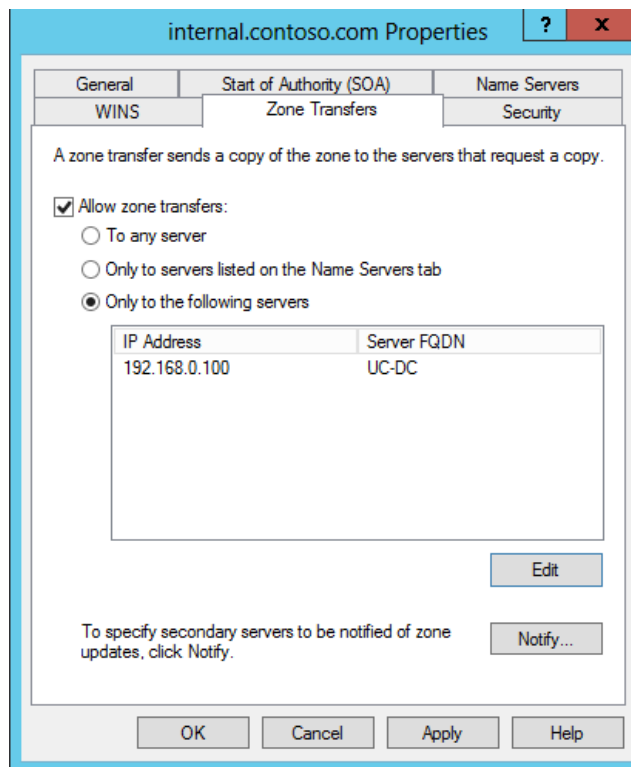 internal.contoso.com Properties
?
x
General
Start of Authority (SOA)
Name Servers
WINS
Zone Transfers
Security
A zone transfer sends a copy of the zone to the servers that request a copy.
Allow zone transfers:
To any server
Only to servers listed on the Name Servers tab
Only to the following servers
IP Address
Server FQDN
192.168.0.100
UC-DC
Edit
To specify secondary servers to be notified of zone
updates, click Notify.
Notify...
OK
Cancel
Apply
Help